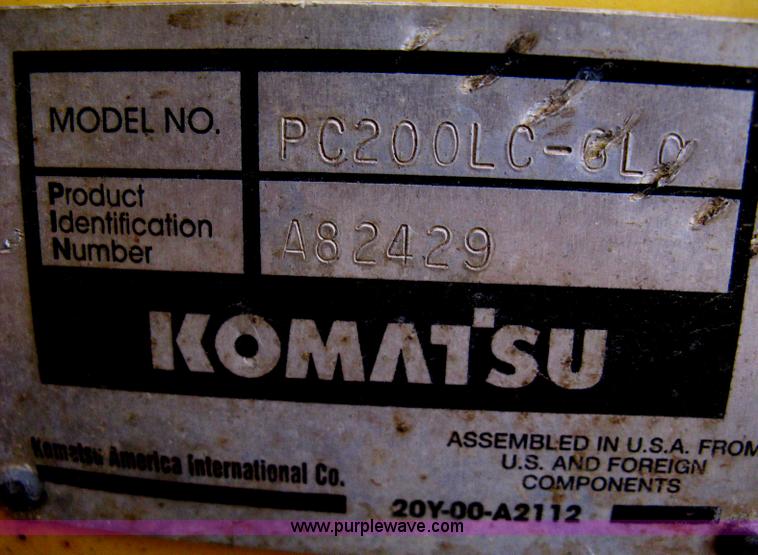 MODEL NO. PC200LC-6LC
Product
Identification
Number
A82429
KOMATSU
Komatsu America International Co.
ASSEMBLED IN U.S.A. FROM
U.S. AND FOREIGN
COMPONENTS
20Y-00-A2112
www.purplewave.com